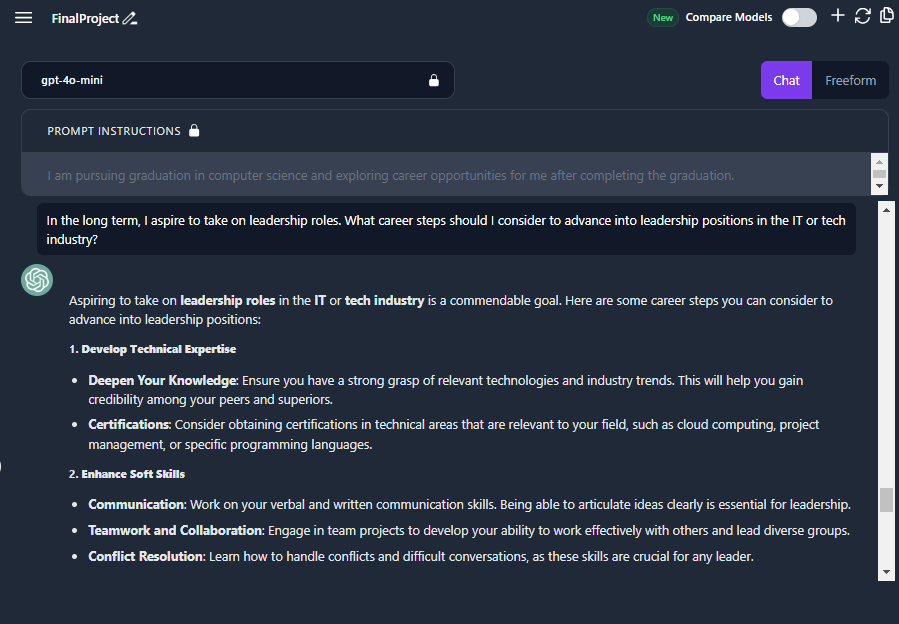 FinalProject
New Compare Models
gpt-4o-mini
Chat Freeform
PROMPT INSTRUCTIONS
I am pursuing graduation in computer science and exploring career opportunities for me after completing the graduation.
In the long term, I aspire to take on leadership roles. What career steps should I consider to advance into leadership positions in the IT or tech
industry?
Aspiring to take on leadership roles in the IT or tech industry is a commendable goal. Here are some career steps you can consider to
advance into leadership positions:
1. Develop Technical Expertise
• Deepen Your Knowledge: Ensure you have a strong grasp of relevant technologies and industry trends. This will help you gain
credibility among your peers and superiors.
• Certifications: Consider obtaining certifications in technical areas that are relevant to your field, such as cloud computing, project
management, or specific programming languages.
2. Enhance Soft Skills
• Communication: Work on your verbal and written communication skills. Being able to articulate ideas clearly is essential for leadership.
• Teamwork and Collaboration: Engage in team projects to develop your ability to work effectively with others and lead diverse groups.
• Conflict Resolution: Learn how to handle conflicts and difficult conversations, as these skills are crucial for any leader.